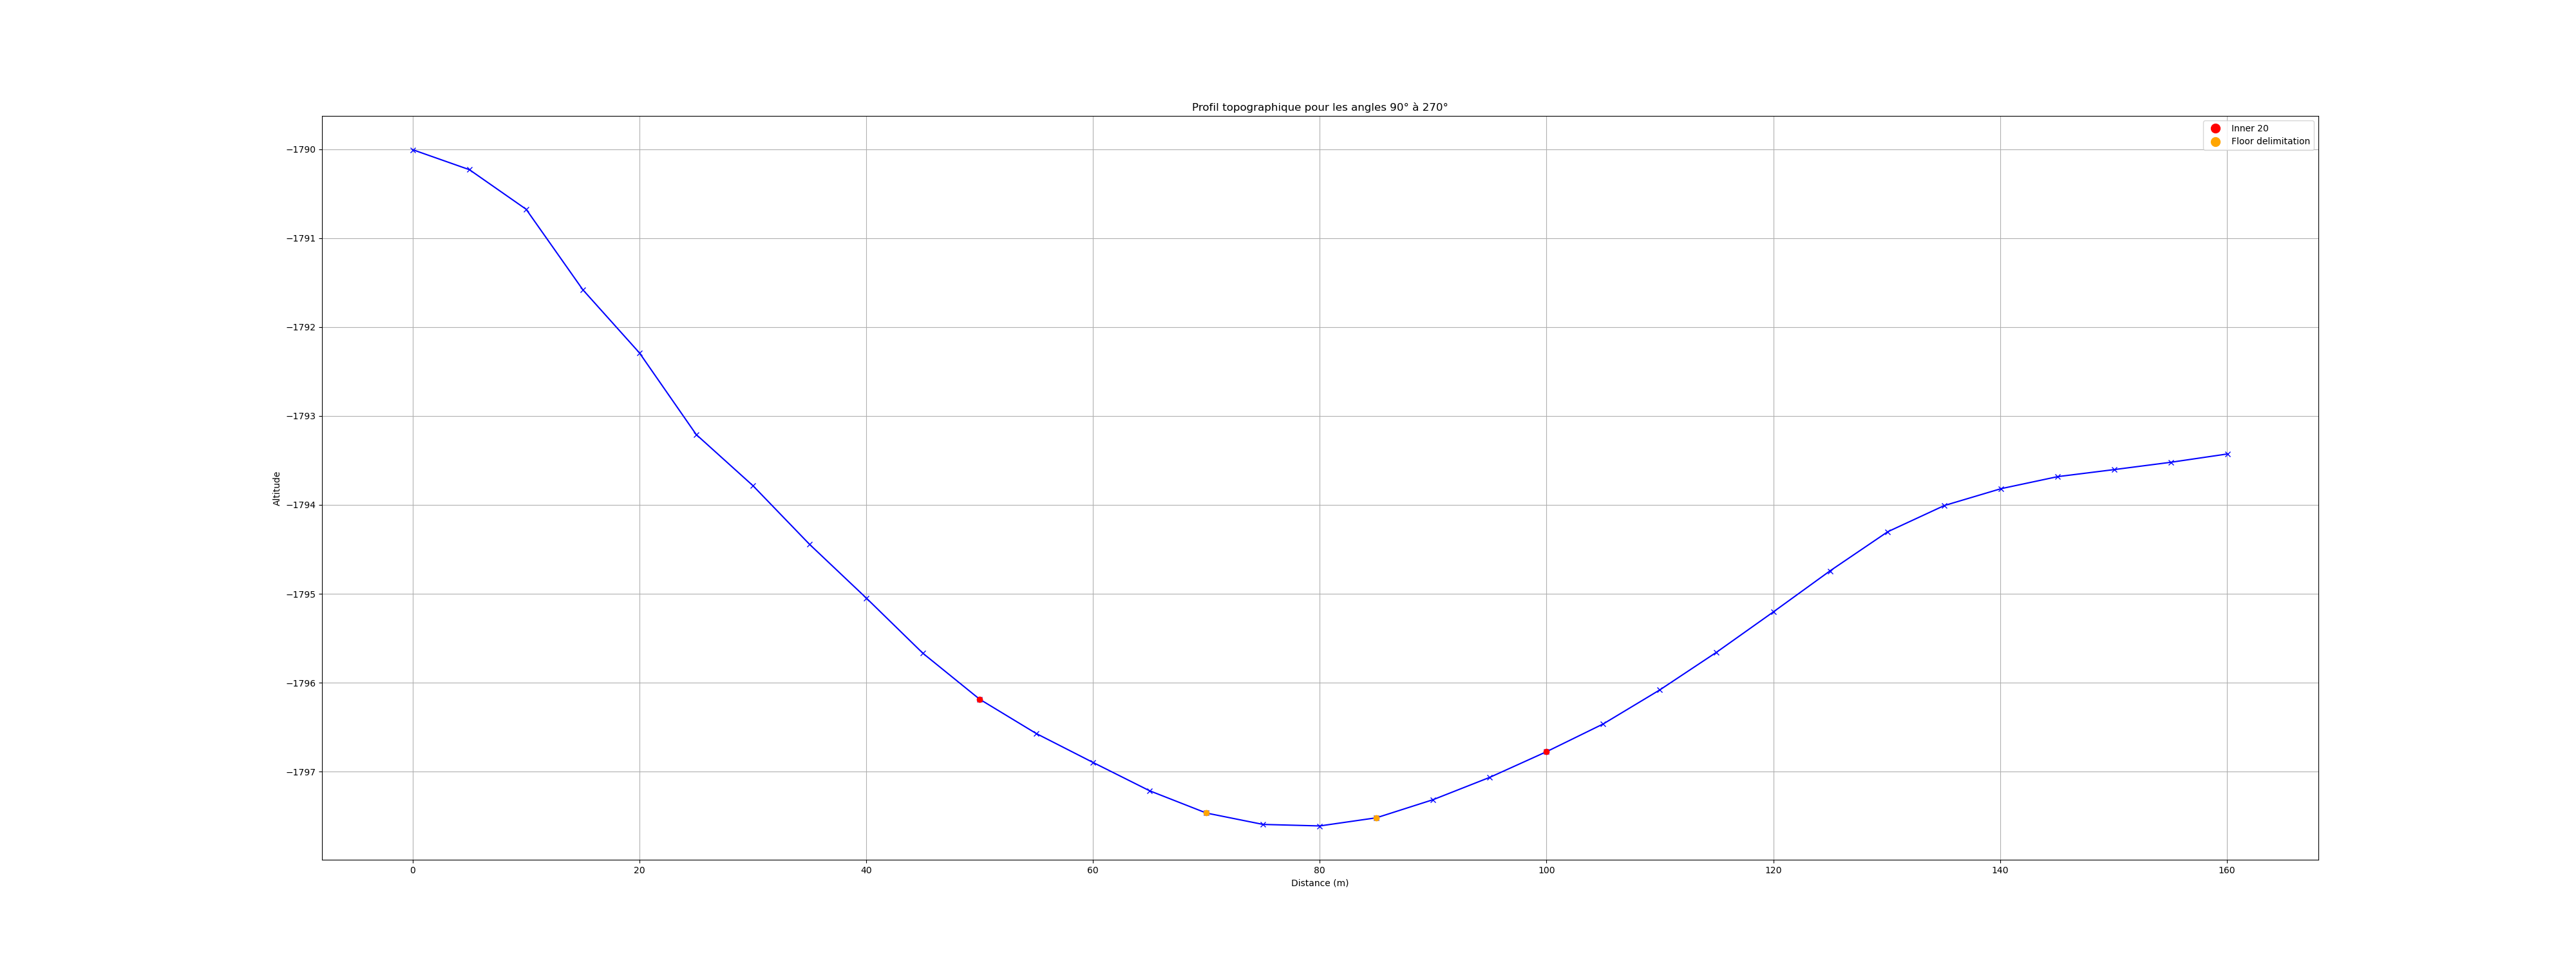 Profil topographique pour les angles 90° à 270°
Inner 20
Floor delimitation
−1790
−1791
−1792
−1793
−1794
−1795
−1796
−1797
Altitude
0 20 40 60 80 100 120 140 160
Distance (m)